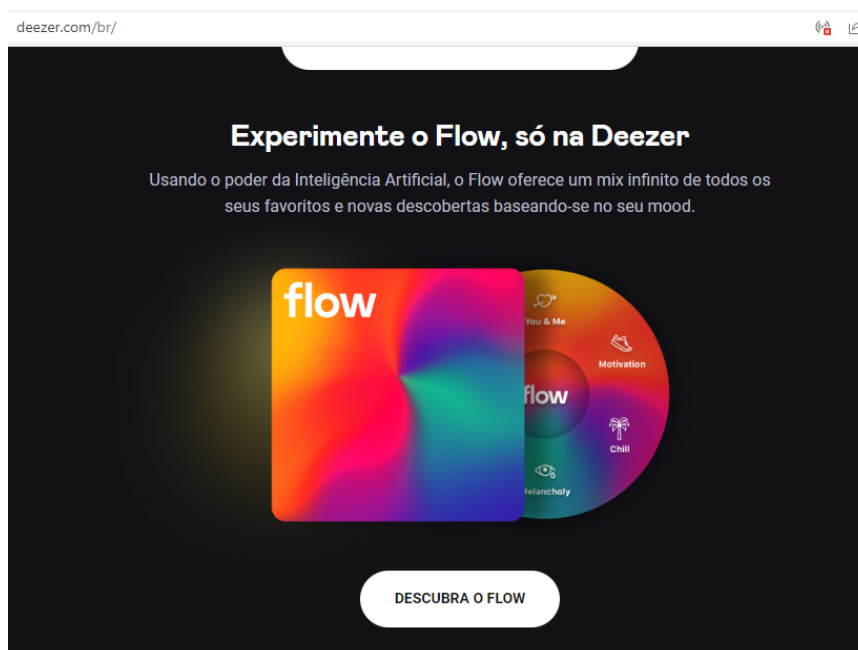 deezer.com/br/
Experimente o Flow, só na Deezer
Usando o poder da Inteligência Artificial, o Flow oferece um mix infinito de todos os
seus favoritos e novas descobertas baseando-se no seu mood.
flow
You & Me
Motivation
flow
Chill
Melancholy
DESCUBRA O FLOW